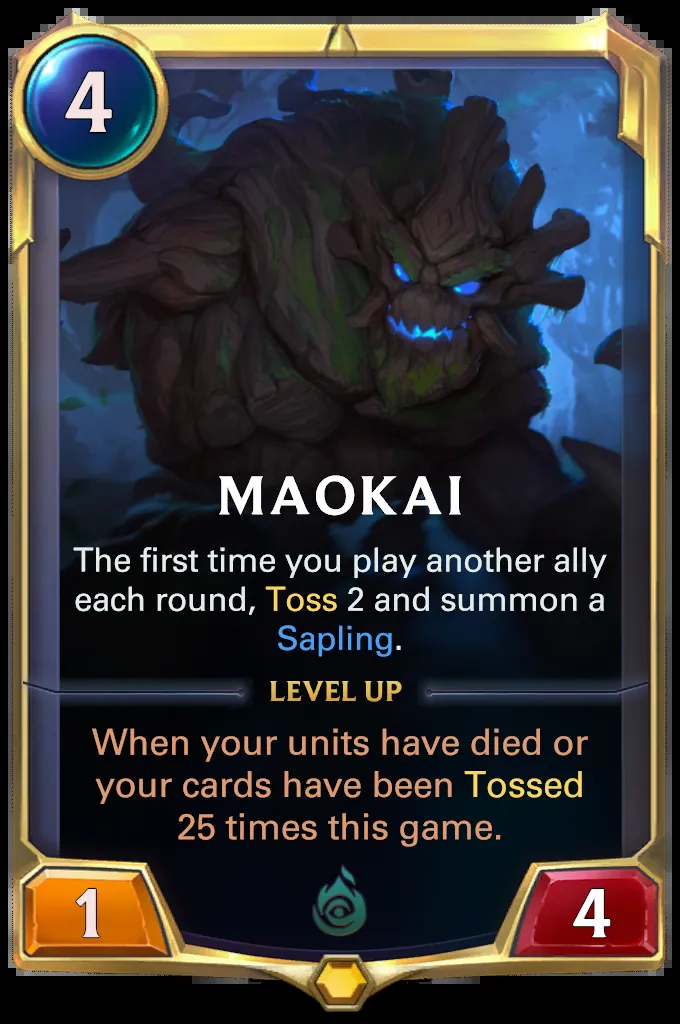 4
MAOKAI
The first time you play another ally
each round, Toss 2 and summon a
Sapling.
LEVEL UP
When your units have died or
your cards have been Tossed
25 times this game.
1
4